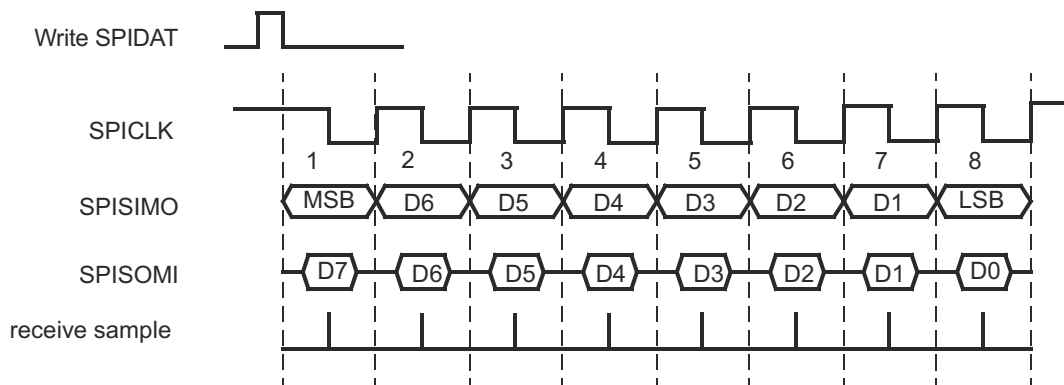 Write SPIDAT
SPICLK
1 2 3 4 5 6 7 8
SPISIMO MSB D6 D5 D4 D3 D2 D1 LSB
SPISOMI D7 D6 D5 D4 D3 D2 D1 D0
receive sample